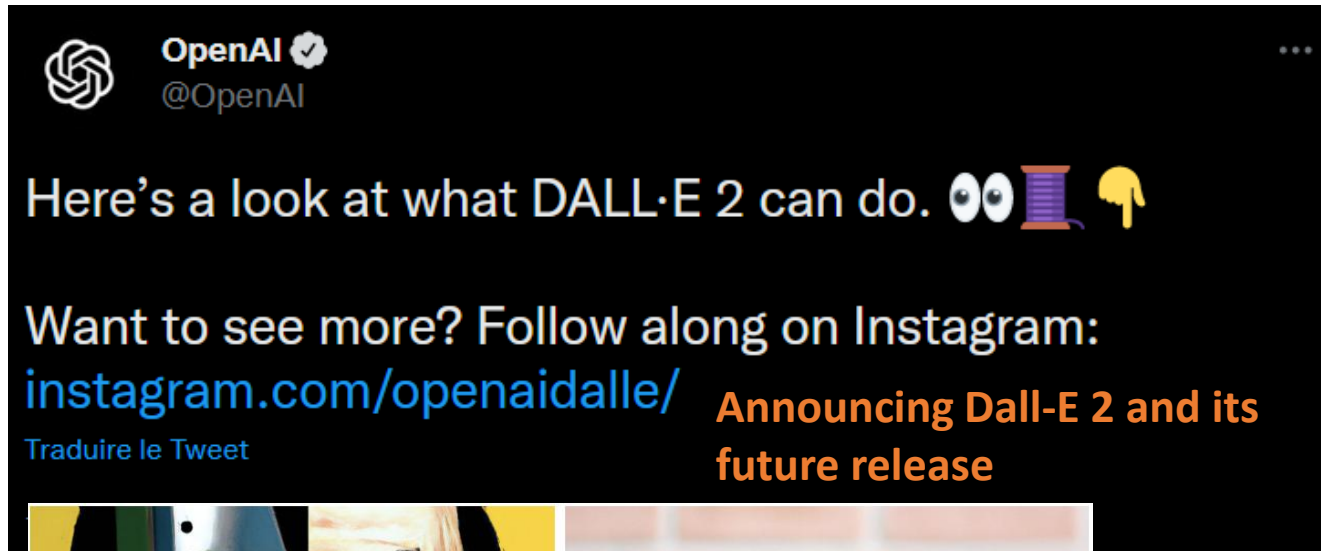 OpenAI
@OpenAI
Here's a look at what DALL·E 2 can do. 👀🧵👇
Want to see more? Follow along on Instagram:
instagram.com/openaidalle/
Traduire le Tweet
Announcing Dall-E 2 and its
future release